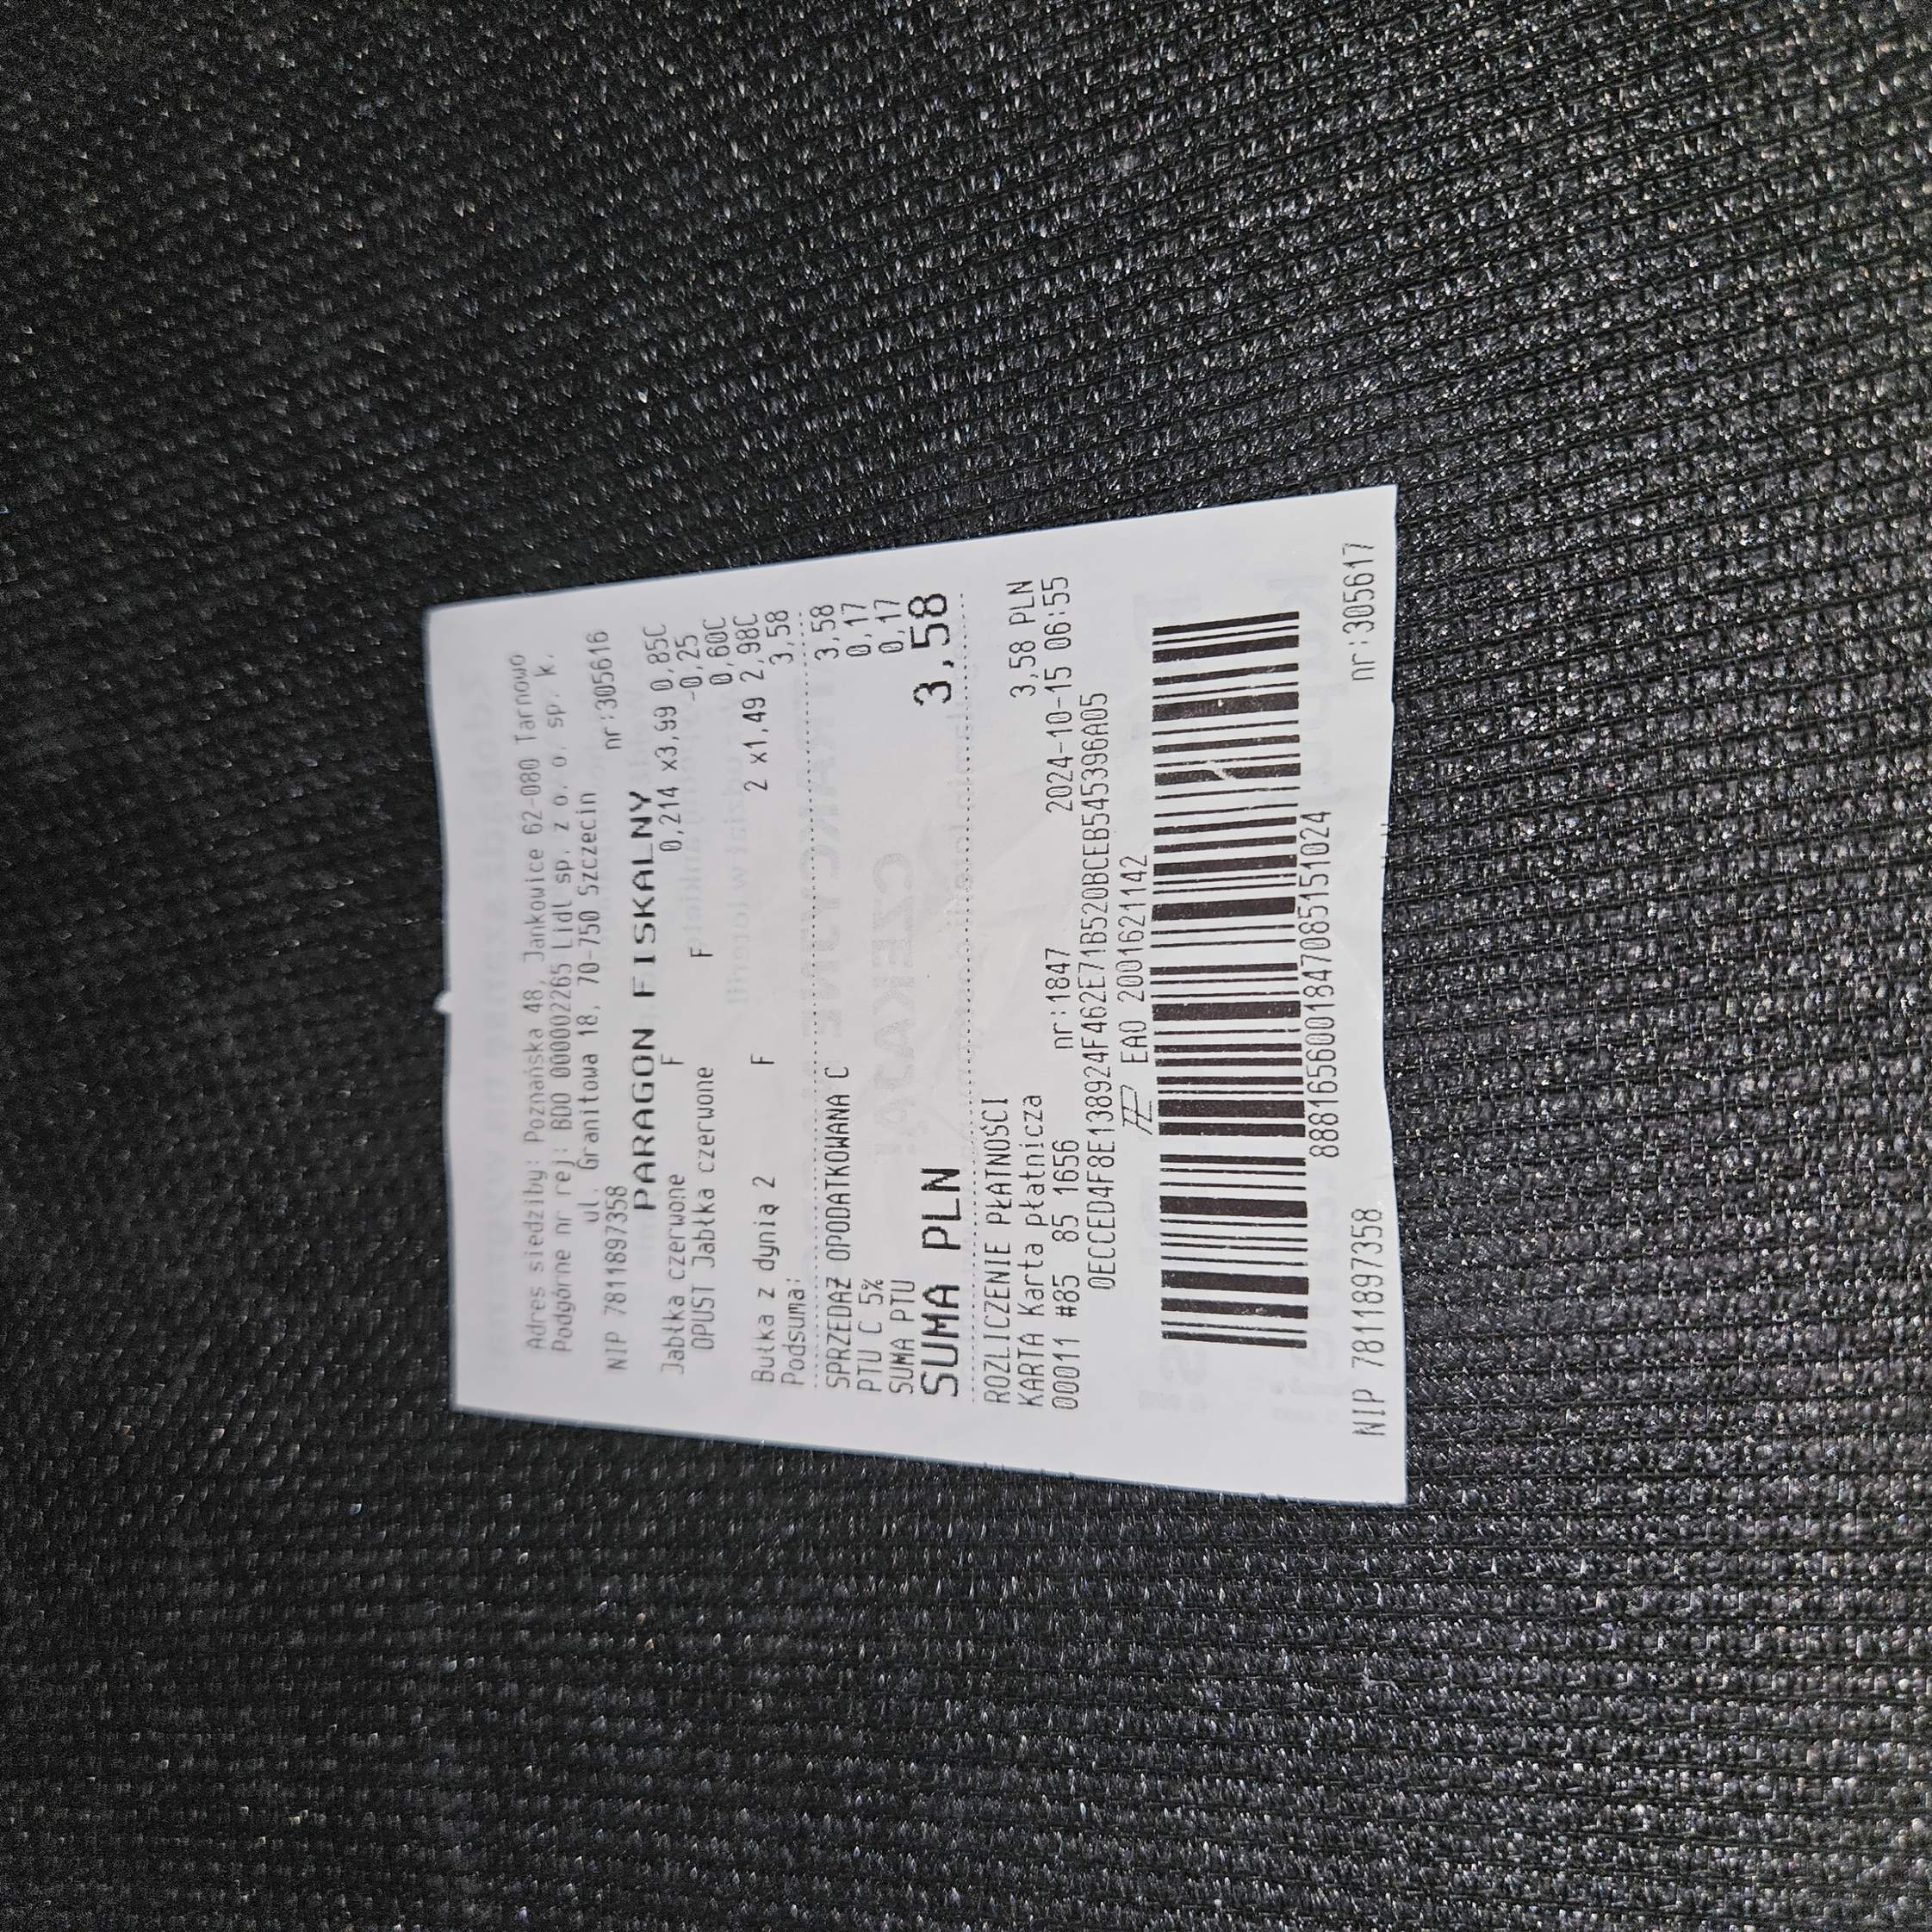 Adres siedziby: Poznańska 48, Jankowice 62-080 Tarnowo
Podgórne nr rej: BDO 000002265 Lidl sp. z o. o. sp. k.
ul. Granitowa 18, 70-750 Szczecin
NIP 7811897358 nr:305616
PARAGON FISKALNY
Jabłka czerwone F 0,214 x3,99 0,85C
OPUST Jabłka czerwone F -0,25
0,60C
Bułka z dynią 2 F 2 x1,49 2,98C
Podsuma: 3,58
SPRZEDAŻ OPODATKOWANA C 3,58
PTU C 5% 0,17
SUMA PTU 0,17
SUMA PLN 3,58
ROZLICZENIE PŁATNOŚCI
KARTA Karta płatnicza 3,58 PLN
00011 #85 85 1656 nr:1847 2024-10-15 06:55
0ECCED4F8E138924F462E71B520BCEB545396A05
EAO 2001621142
8881656001847085151024
NIP 7811897358 nr:305617